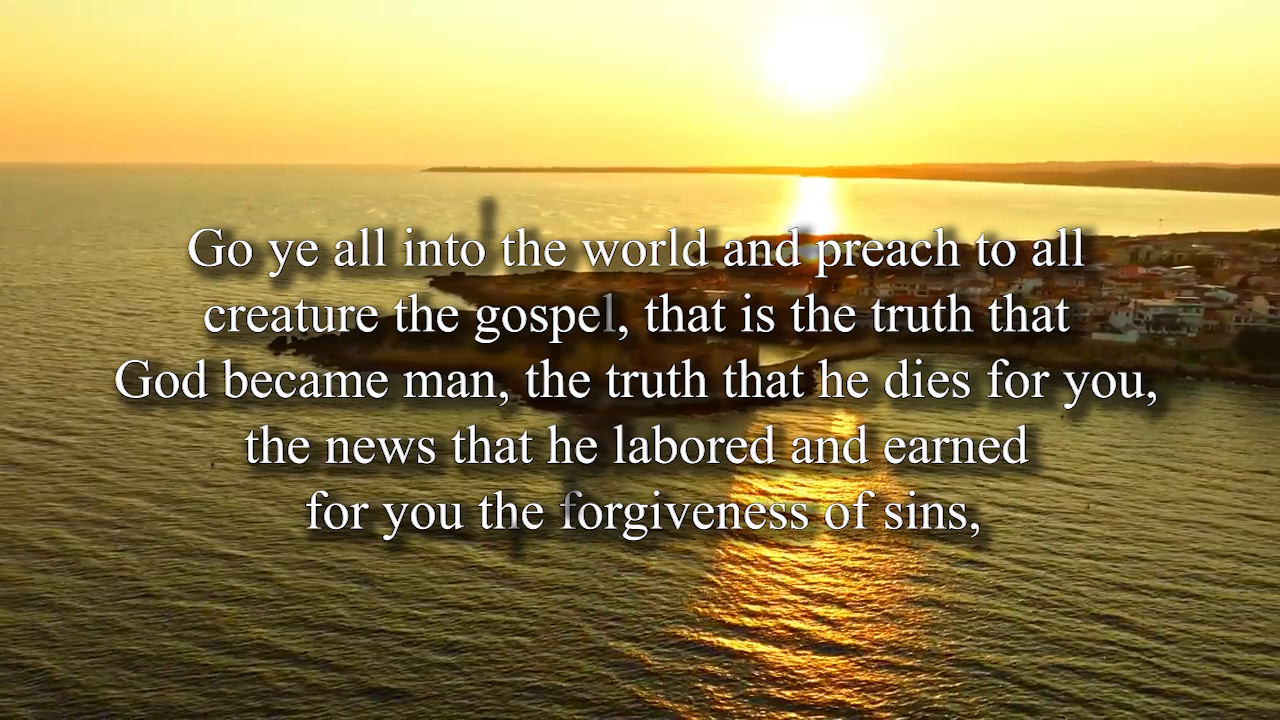 Go ye all into the world and preach to all
creature the gospel, that is the truth that
God became man, the truth that he dies for you,
the news that he labored and earned
for you the forgiveness of sins,